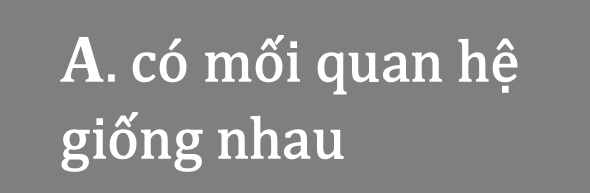 A. có mối quan hệ
giống nhau